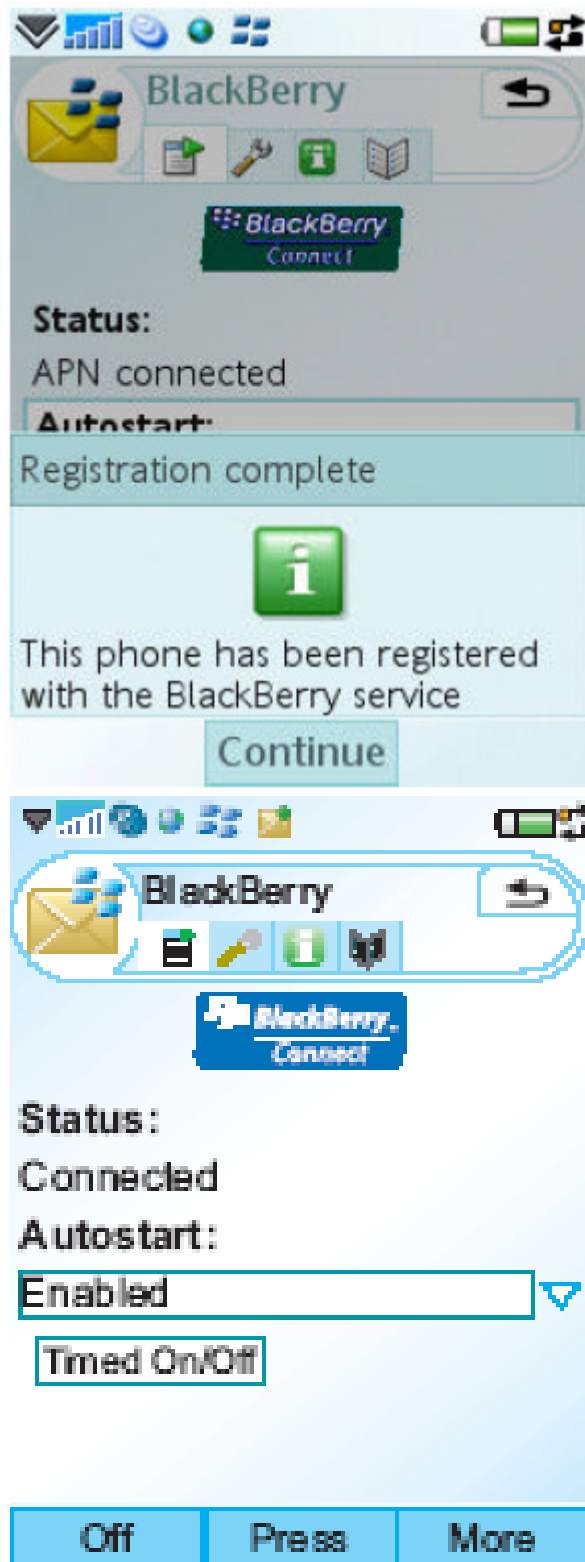 BlackBerry
BlackBerry
Connect
Status:
APN connected
Autostart:
Registration complete
This phone has been registered
with the BlackBerry service
Continue
BlackBerry
BlackBerry
Connect
Status:
Connected
Autostart:
Enabled
Timed On/Off
Off Press More